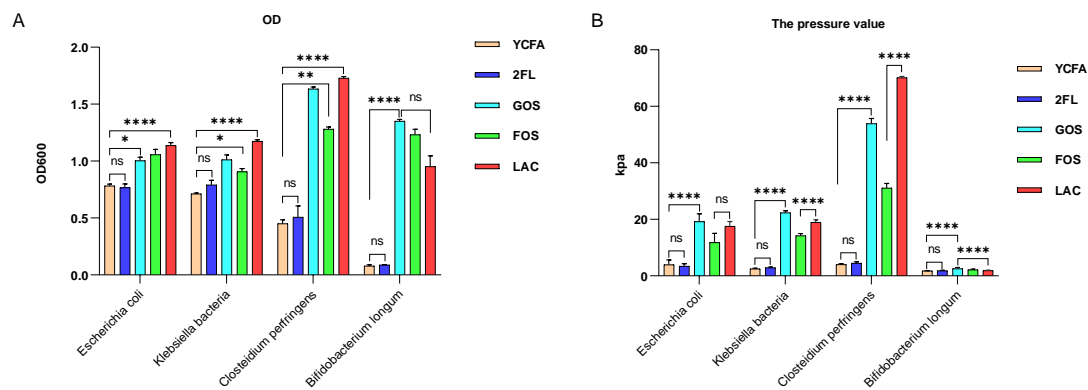 A
OD
OD600
2.0
1.5
1.0
0.5
0.0
ns
*
****
ns
*
****
ns
**
****
ns
****
ns
Escherichia coli
Klebsiella bacteria
Closteidium perfringens
Bifidobacterium longum
YCFA
2FL
GOS
FOS
LAC
B
The pressure value
kpa
80
60
40
20
0
ns
****
ns
ns
****
****
ns
****
****
ns
****
****
Escherichia coli
Klebsiella bacteria
Closteidium perfringens
Bifidobacterium longum
YCFA
2FL
GOS
FOS
LAC